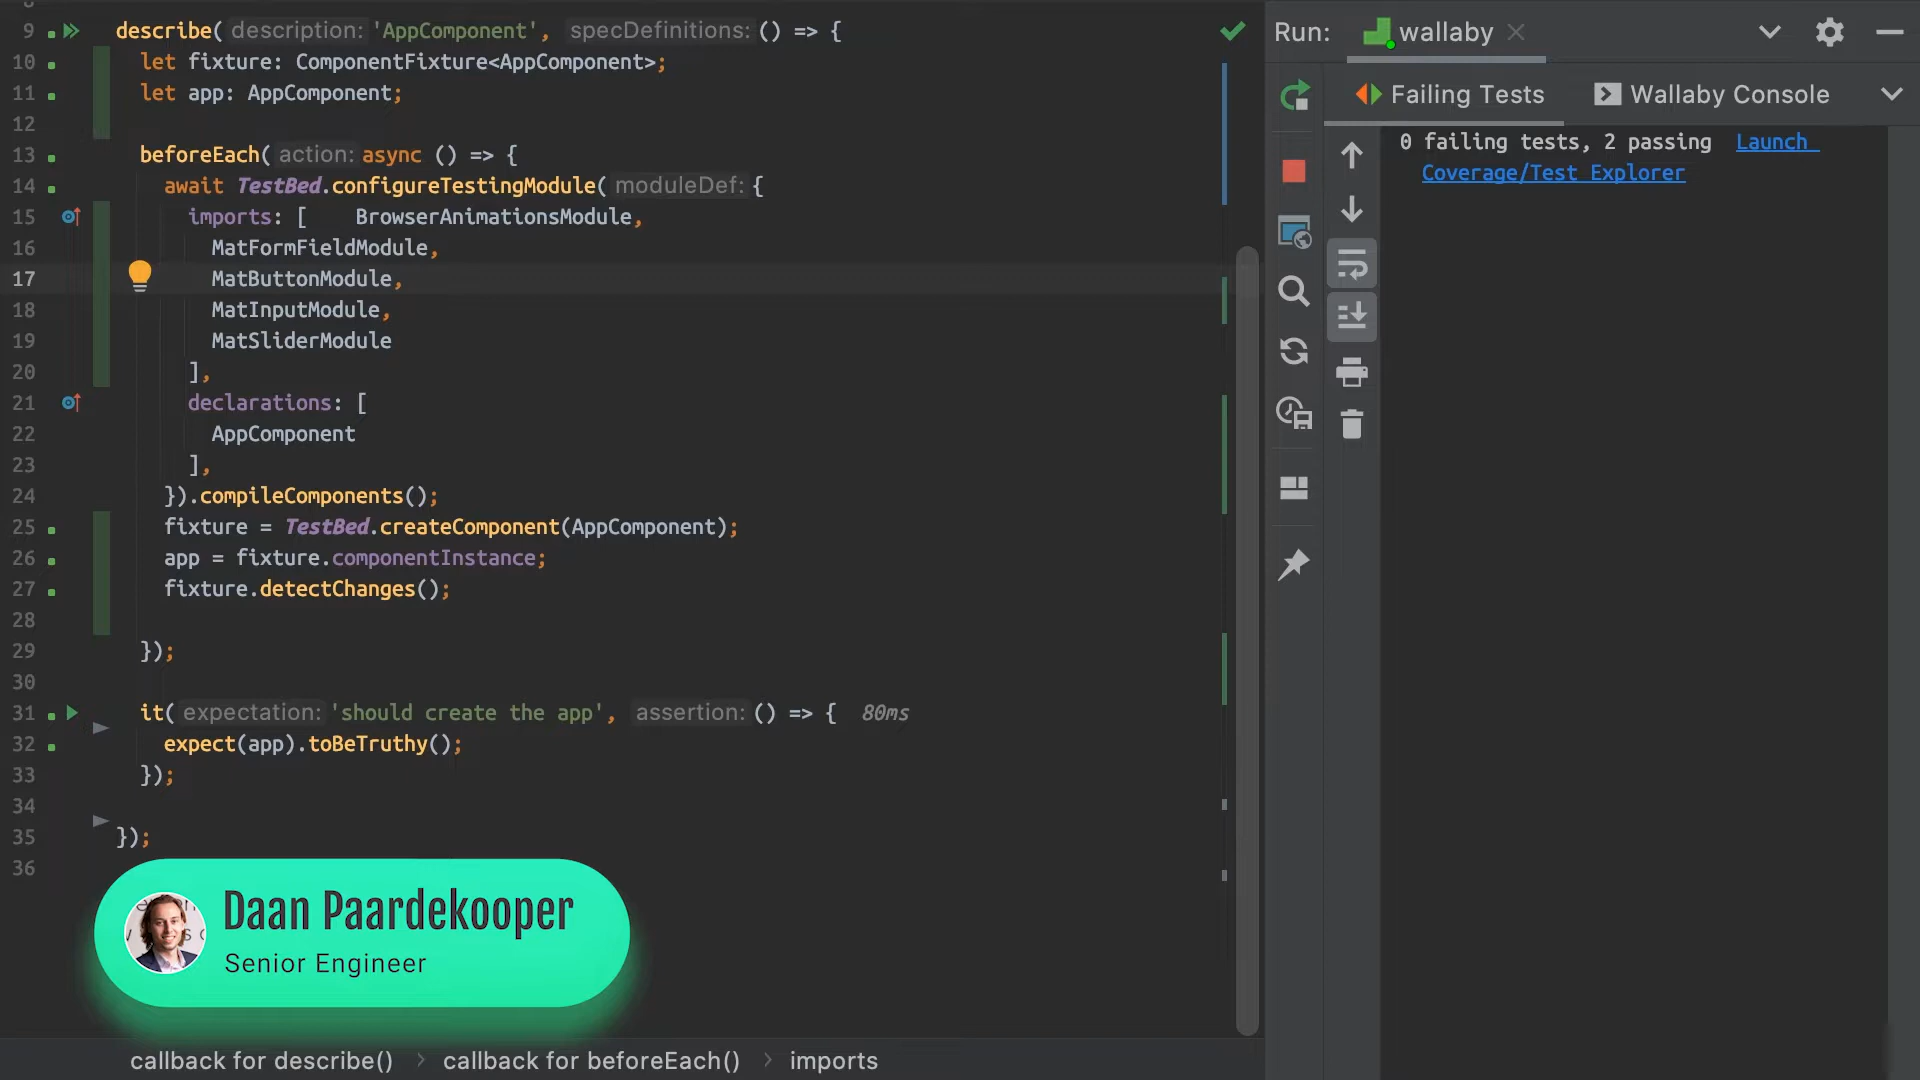 9 describe( description: 'AppComponent', specDefinitions: () => {
10 let fixture: ComponentFixture<AppComponent>;
11 let app: AppComponent;
12
13 beforeEach( action: async () => {
14 await TestBed.configureTestingModule( moduleDef: {
15 imports: [ BrowserAnimationsModule,
16 MatFormFieldModule,
17 MatButtonModule,
18 MatInputModule,
19 MatSliderModule
20 ],
21 declarations: [
22 AppComponent
23 ],
24 }).compileComponents();
25 fixture = TestBed.createComponent(AppComponent);
26 app = fixture.componentInstance;
27 fixture.detectChanges();
28
29 });
30
31 it( expectation: 'should create the app', assertion: () => { 80ms
32 expect(app).toBeTruthy();
33 });
34
35 });
36
Daan Paardekooper
Senior Engineer
callback for describe() › callback for beforeEach() › imports
Run: wallaby
Failing Tests Wallaby Console
0 failing tests, 2 passing Launch
Coverage/Test Explorer